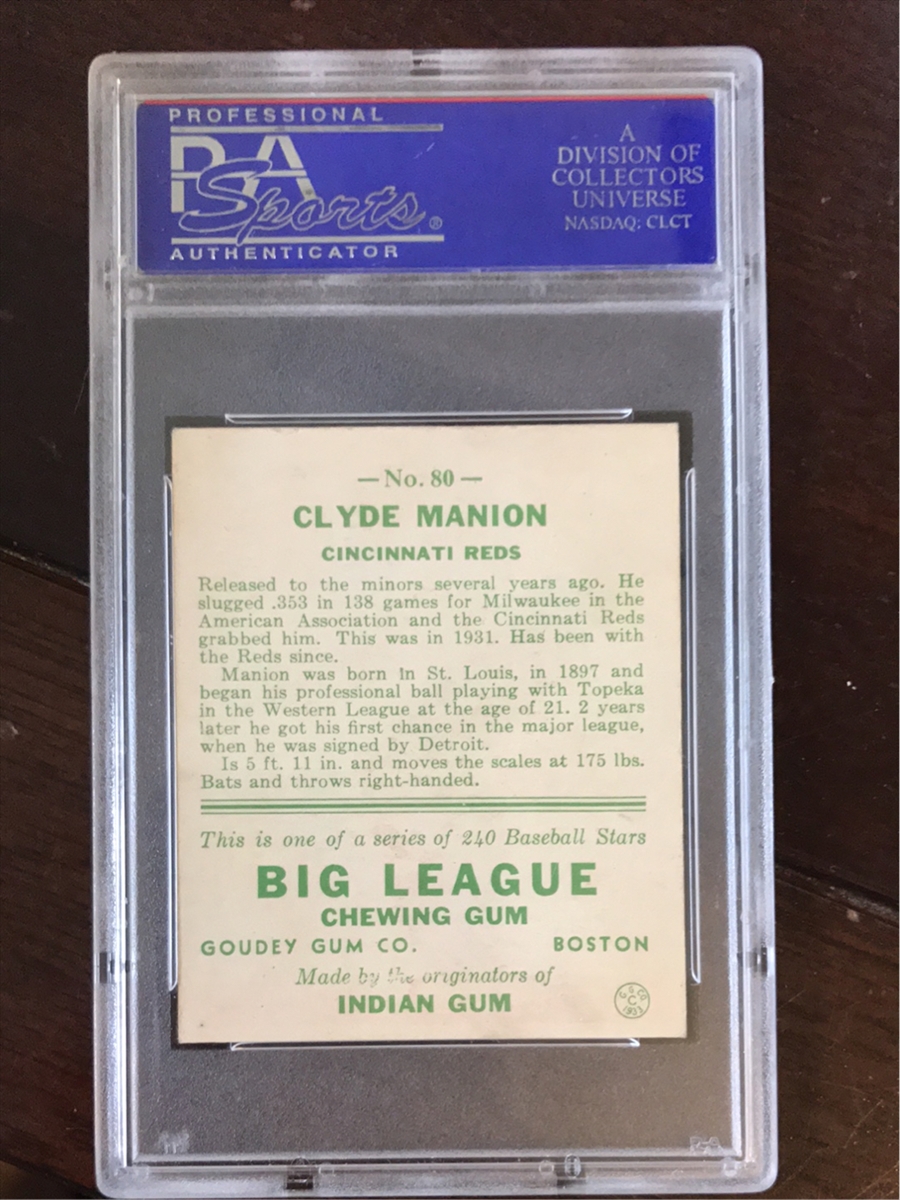 PROFESSIONAL
PSA
Sports®
AUTHENTICATOR
A
DIVISION OF
COLLECTORS
UNIVERSE
NASDAQ: CLCT
—No. 80—
CLYDE MANION
CINCINNATI REDS
Released to the minors several years ago. He
slugged .353 in 138 games for Milwaukee in the
American Association and the Cincinnati Reds
grabbed him. This was in 1931. Has been with
the Reds since.
Manion was born in St. Louis, in 1897 and
began his professional ball playing with Topeka
in the Western League at the age of 21. 2 years
later he got his first chance in the major league,
when he was signed by Detroit.
Is 5 ft. 11 in. and moves the scales at 175 lbs.
Bats and throws right-handed.
This is one of a series of 240 Baseball Stars
BIG LEAGUE
CHEWING GUM
GOUDEY GUM CO. BOSTON
Made by the originators of
INDIAN GUM
G G CO
C
1933